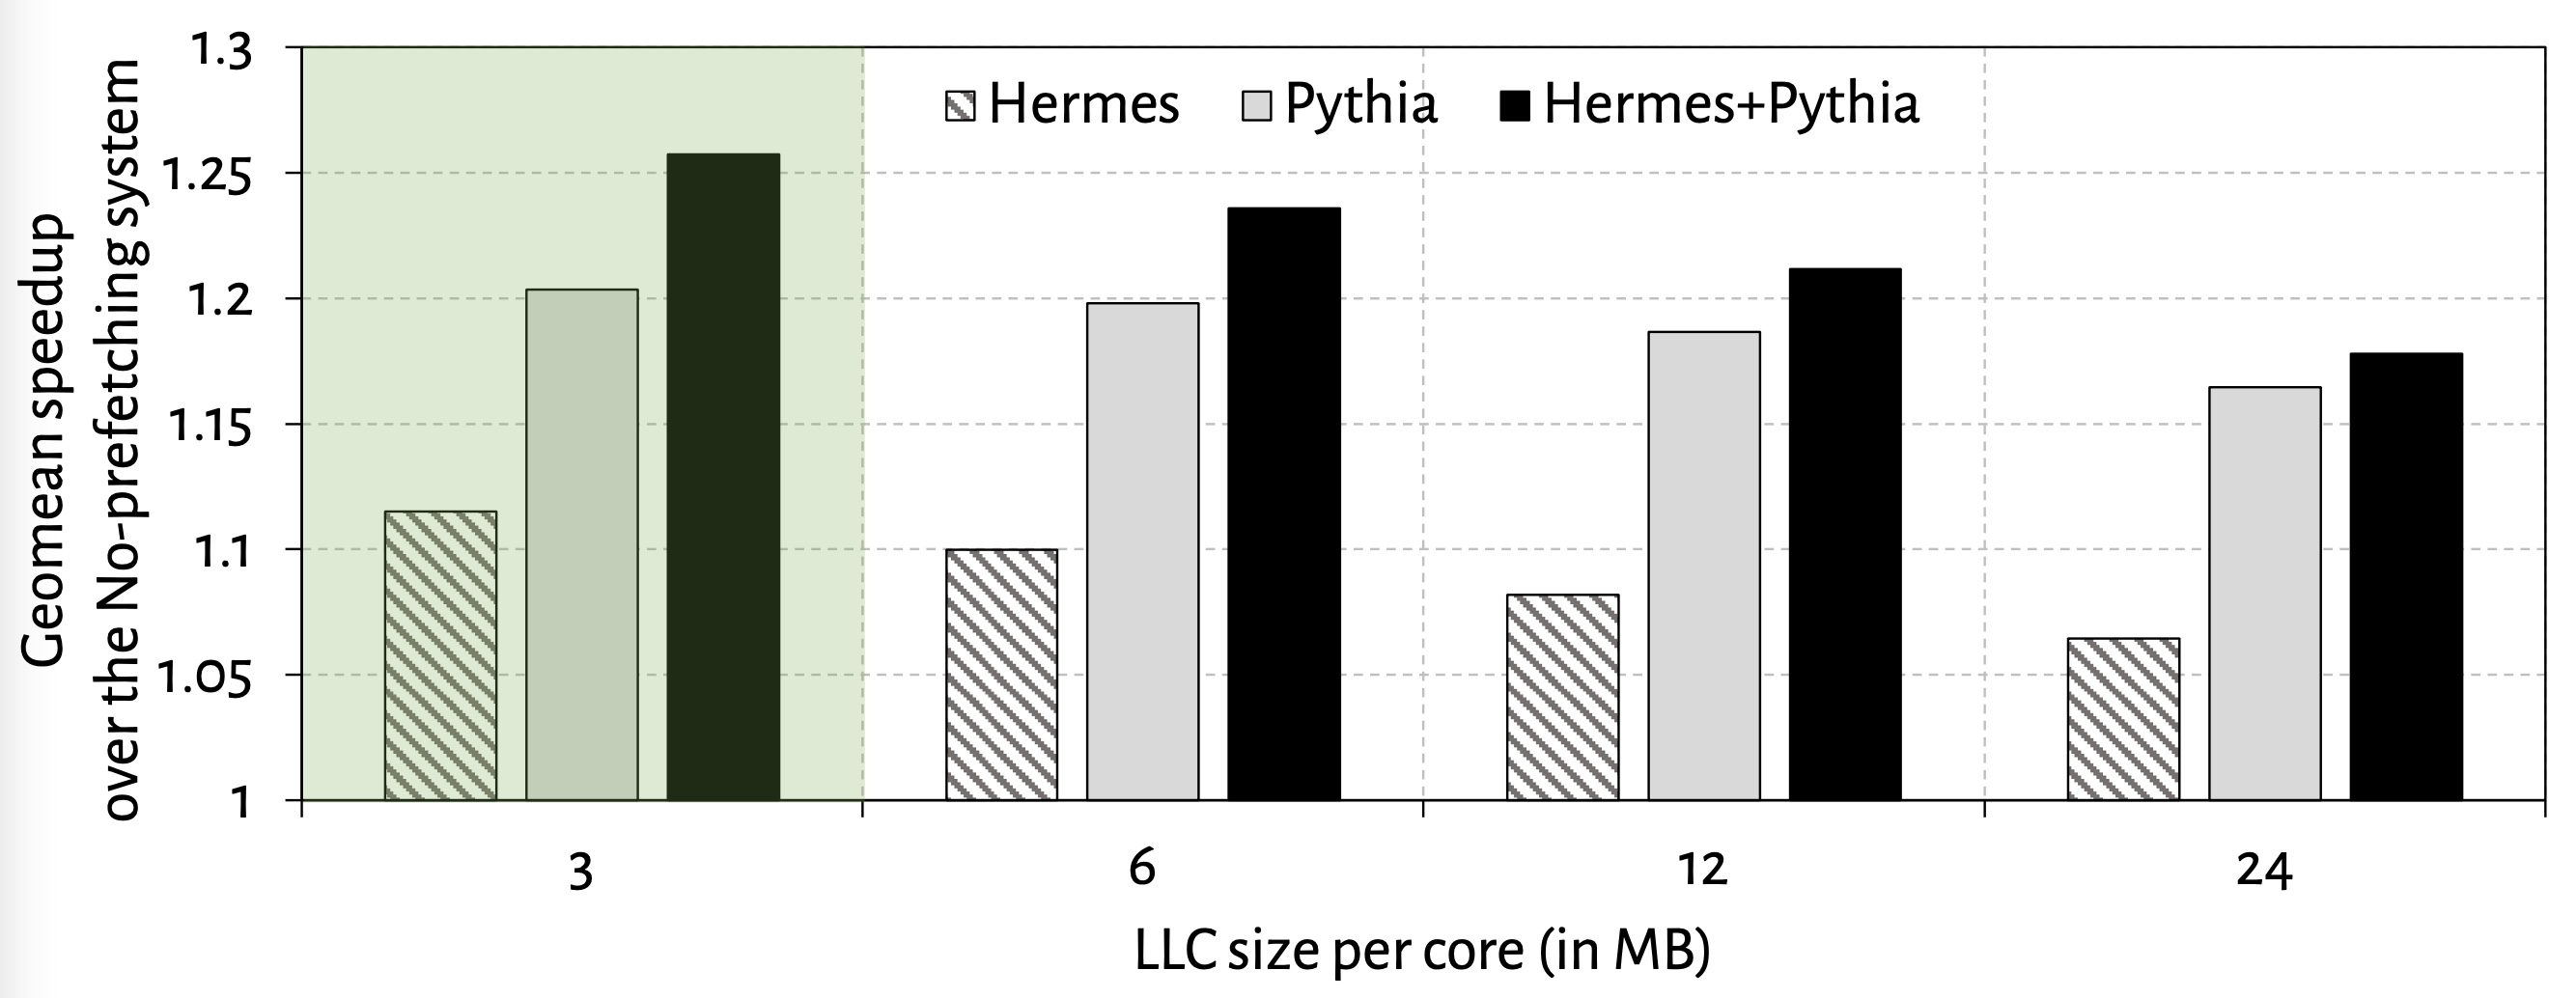 Geomean speedup
over the No-prefetching system
1.3
1.25
1.2
1.15
1.1
1.05
1
Hermes Pythia Hermes+Pythia
3 6 12 24
LLC size per core (in MB)